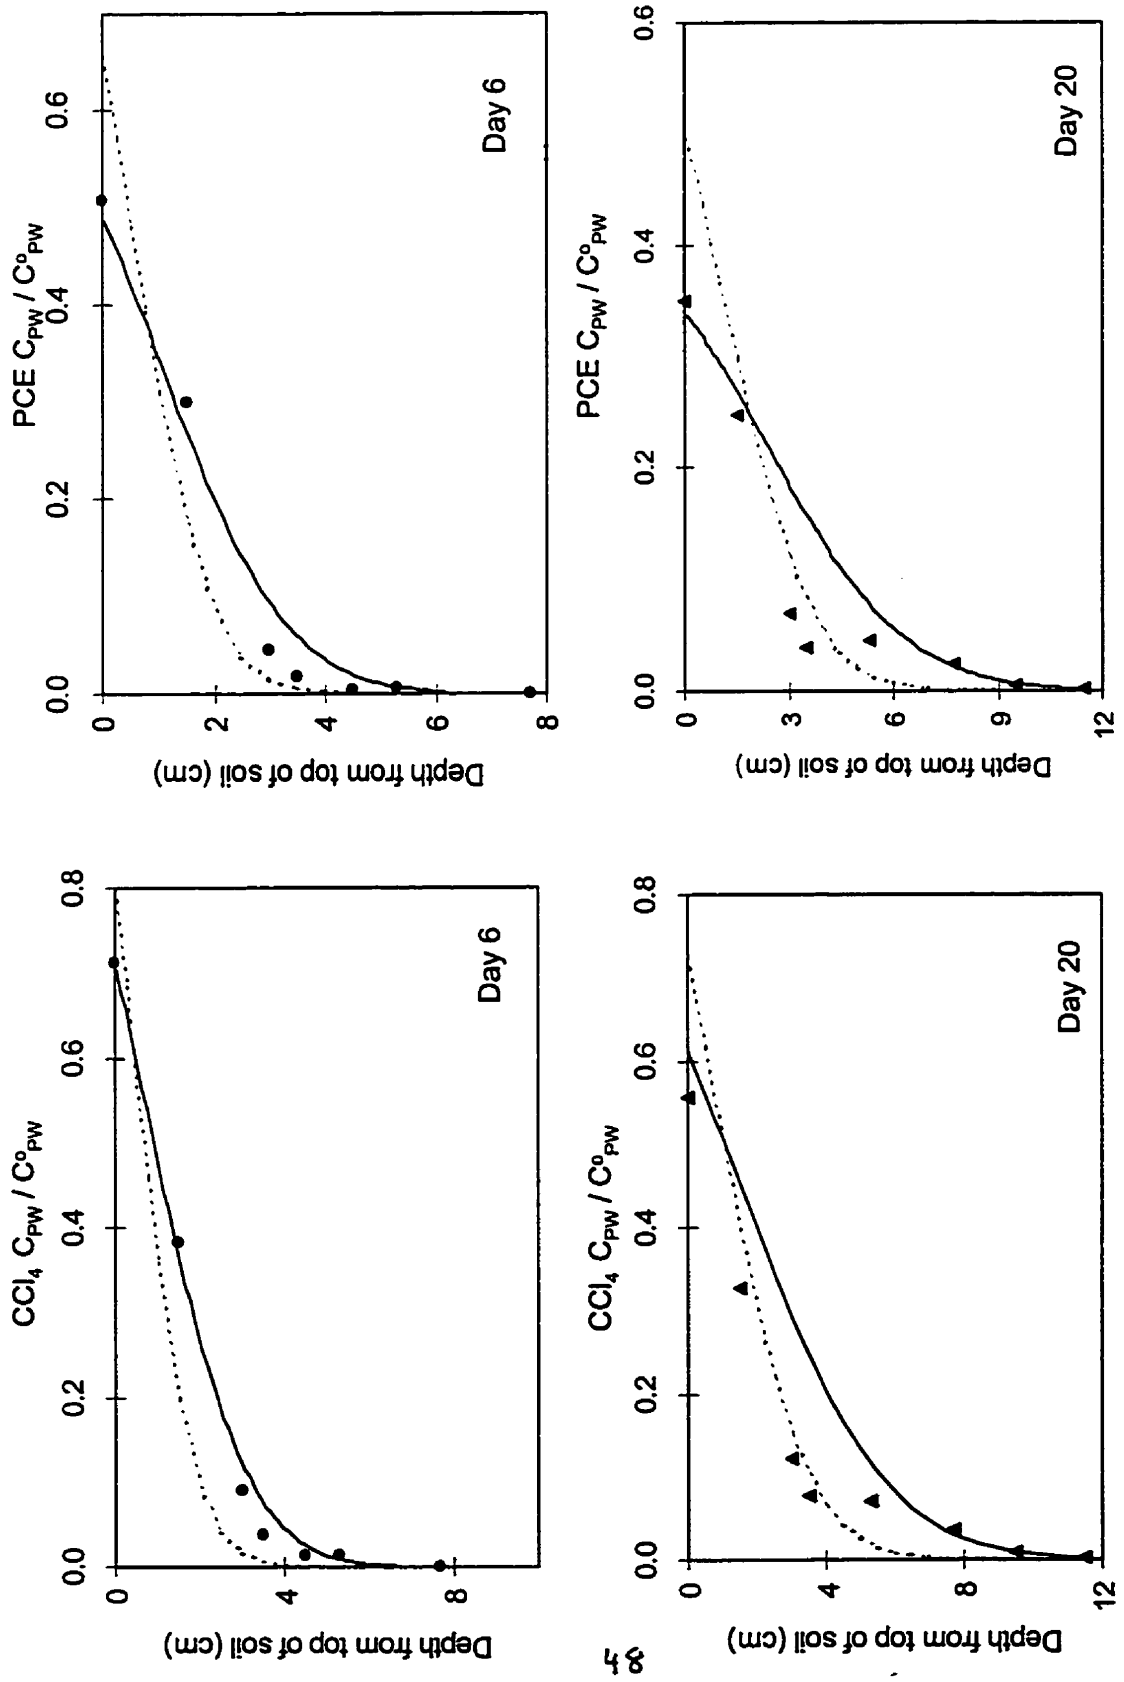 CCl₄ C_PW / C°_PW
0.0 0.2 0.4 0.6 0.8
0
4
8
Depth from top of soil (cm)
Day 6
PCE C_PW / C°_PW
0.0 0.2 0.4 0.6
0
2
4
6
8
Depth from top of soil (cm)
Day 6
CCl₄ C_PW / C°_PW
0.0 0.2 0.4 0.6 0.8
0
4
8
12
Depth from top of soil (cm)
Day 20
PCE C_PW / C°_PW
0.0 0.2 0.4 0.6
0
3
6
9
12
Depth from top of soil (cm)
Day 20